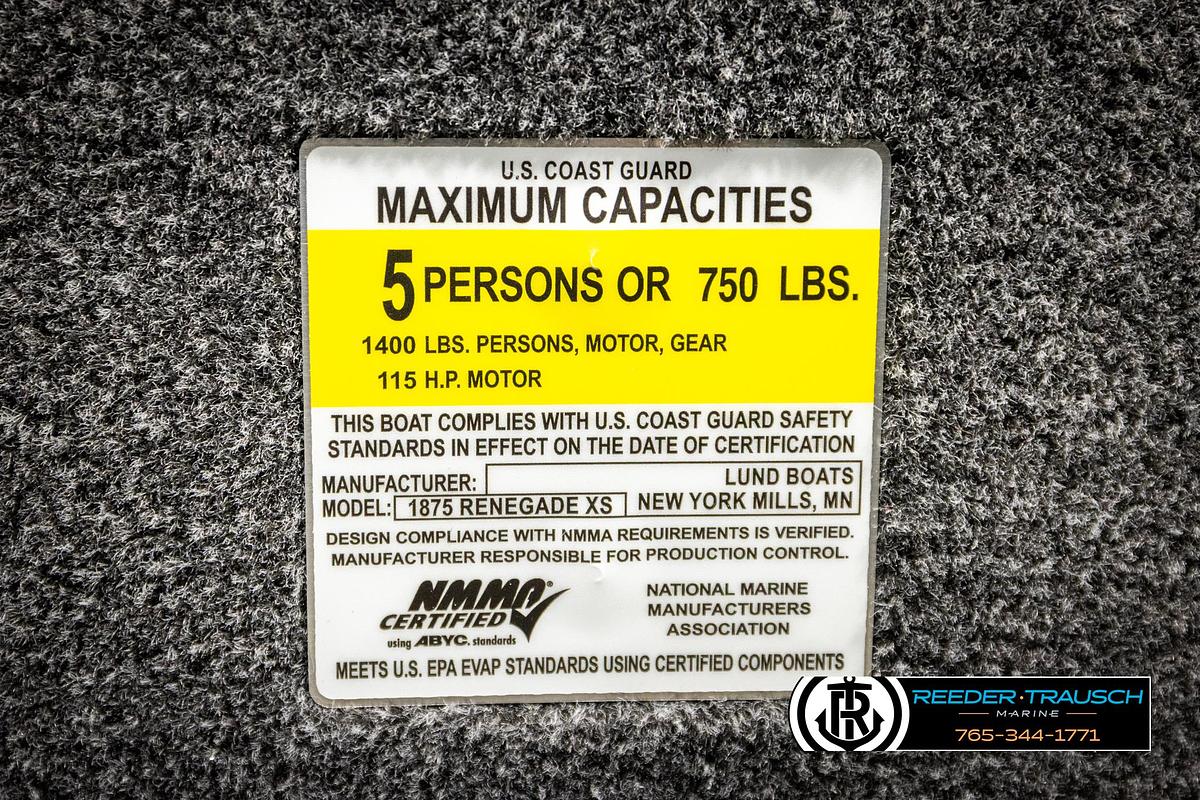 U.S. COAST GUARD
MAXIMUM CAPACITIES
5 PERSONS OR 750 LBS.
1400 LBS. PERSONS, MOTOR, GEAR
115 H.P. MOTOR
THIS BOAT COMPLIES WITH U.S. COAST GUARD SAFETY
STANDARDS IN EFFECT ON THE DATE OF CERTIFICATION
MANUFACTURER: LUND BOATS
MODEL: 1875 RENEGADE XS NEW YORK MILLS, MN
DESIGN COMPLIANCE WITH NMMA REQUIREMENTS IS VERIFIED.
MANUFACTURER RESPONSIBLE FOR PRODUCTION CONTROL.
NMMA®
CERTIFIED
using ABYC. standards
NATIONAL MARINE
MANUFACTURERS
ASSOCIATION
MEETS U.S. EPA EVAP STANDARDS USING CERTIFIED COMPONENTS
TR
REEDER·TRAUSCH
MARINE
765-344-1771